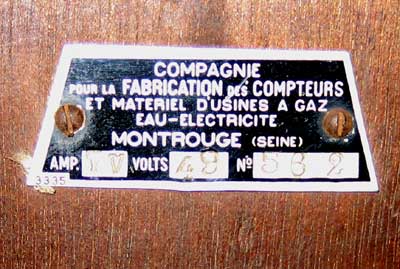 COMPAGNIE
POUR LA FABRICATION DES COMPTEURS
ET MATERIEL D'USINES A GAZ
EAU-ELECTRICITE.
MONTROUGE (SEINE)
AMP. VOLTS 48 No 562
3335